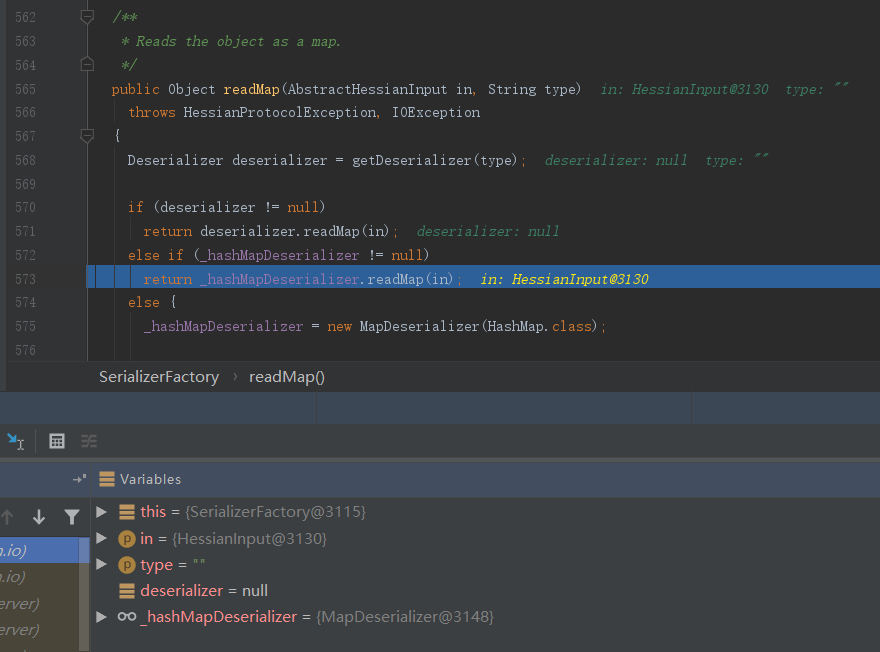 562 /**
563 * Reads the object as a map.
564 */
565 public Object readMap(AbstractHessianInput in, String type) in: HessianInput@3130 type: ""
566 throws HessianProtocolException, IOException
567 {
568 Deserializer deserializer = getDeserializer(type); deserializer: null type: ""
569
570 if (deserializer != null)
571 return deserializer.readMap(in); deserializer: null
572 else if (_hashMapDeserializer != null)
573 return _hashMapDeserializer.readMap(in); in: HessianInput@3130
574 else {
575 _hashMapDeserializer = new MapDeserializer(HashMap.class);
576
SerializerFactory › readMap()
Variables
this = {SerializerFactory@3115}
p in = {HessianInput@3130}
n.io)
p type = ""
n.io)
deserializer = null
erver)
_hashMapDeserializer = {MapDeserializer@3148}
erver)